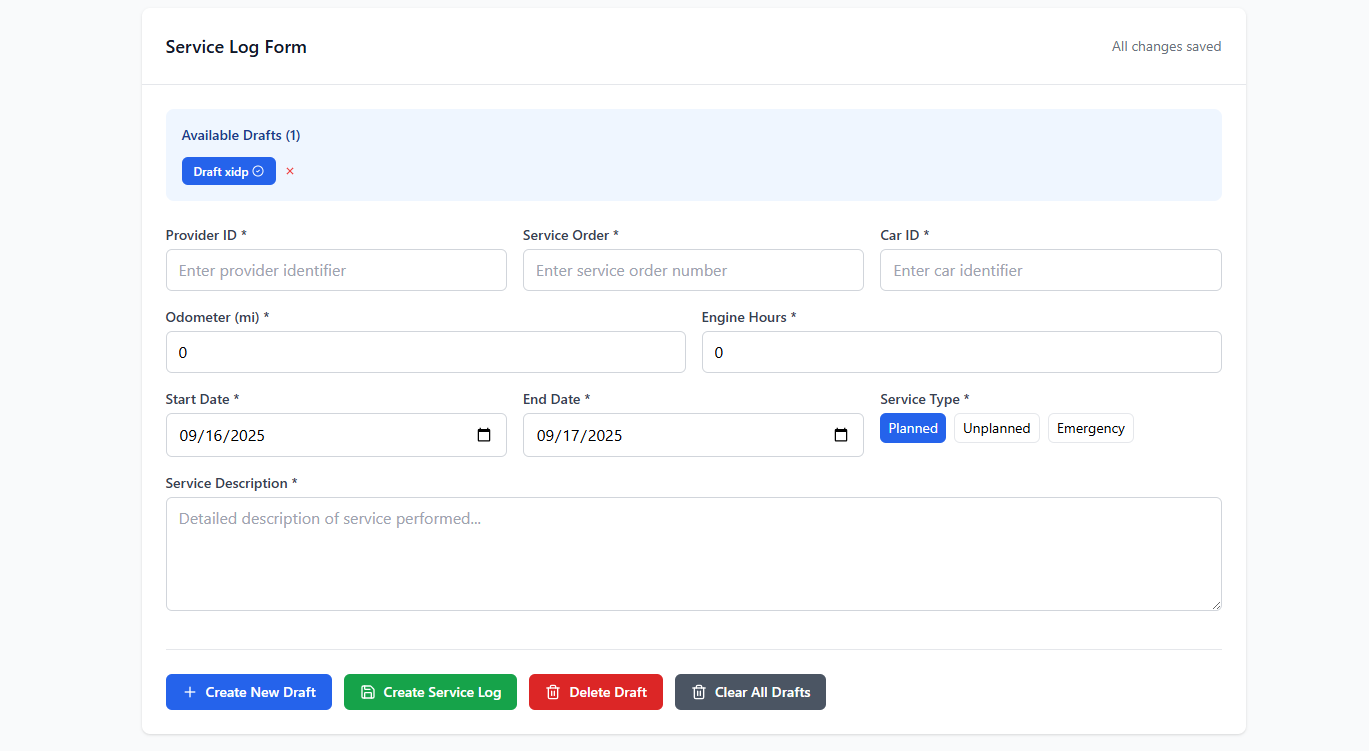 Service Log Form
All changes saved
Available Drafts (1)
Draft xidp
Provider ID *
Service Order *
Car ID *
Enter provider identifier
Enter service order number
Enter car identifier
Odometer (mi) *
Engine Hours *
0
0
Start Date *
End Date *
Service Type *
09/16/2025
09/17/2025
Planned
Unplanned
Emergency
Service Description *
Detailed description of service performed...
Create New Draft
Create Service Log
Delete Draft
Clear All Drafts